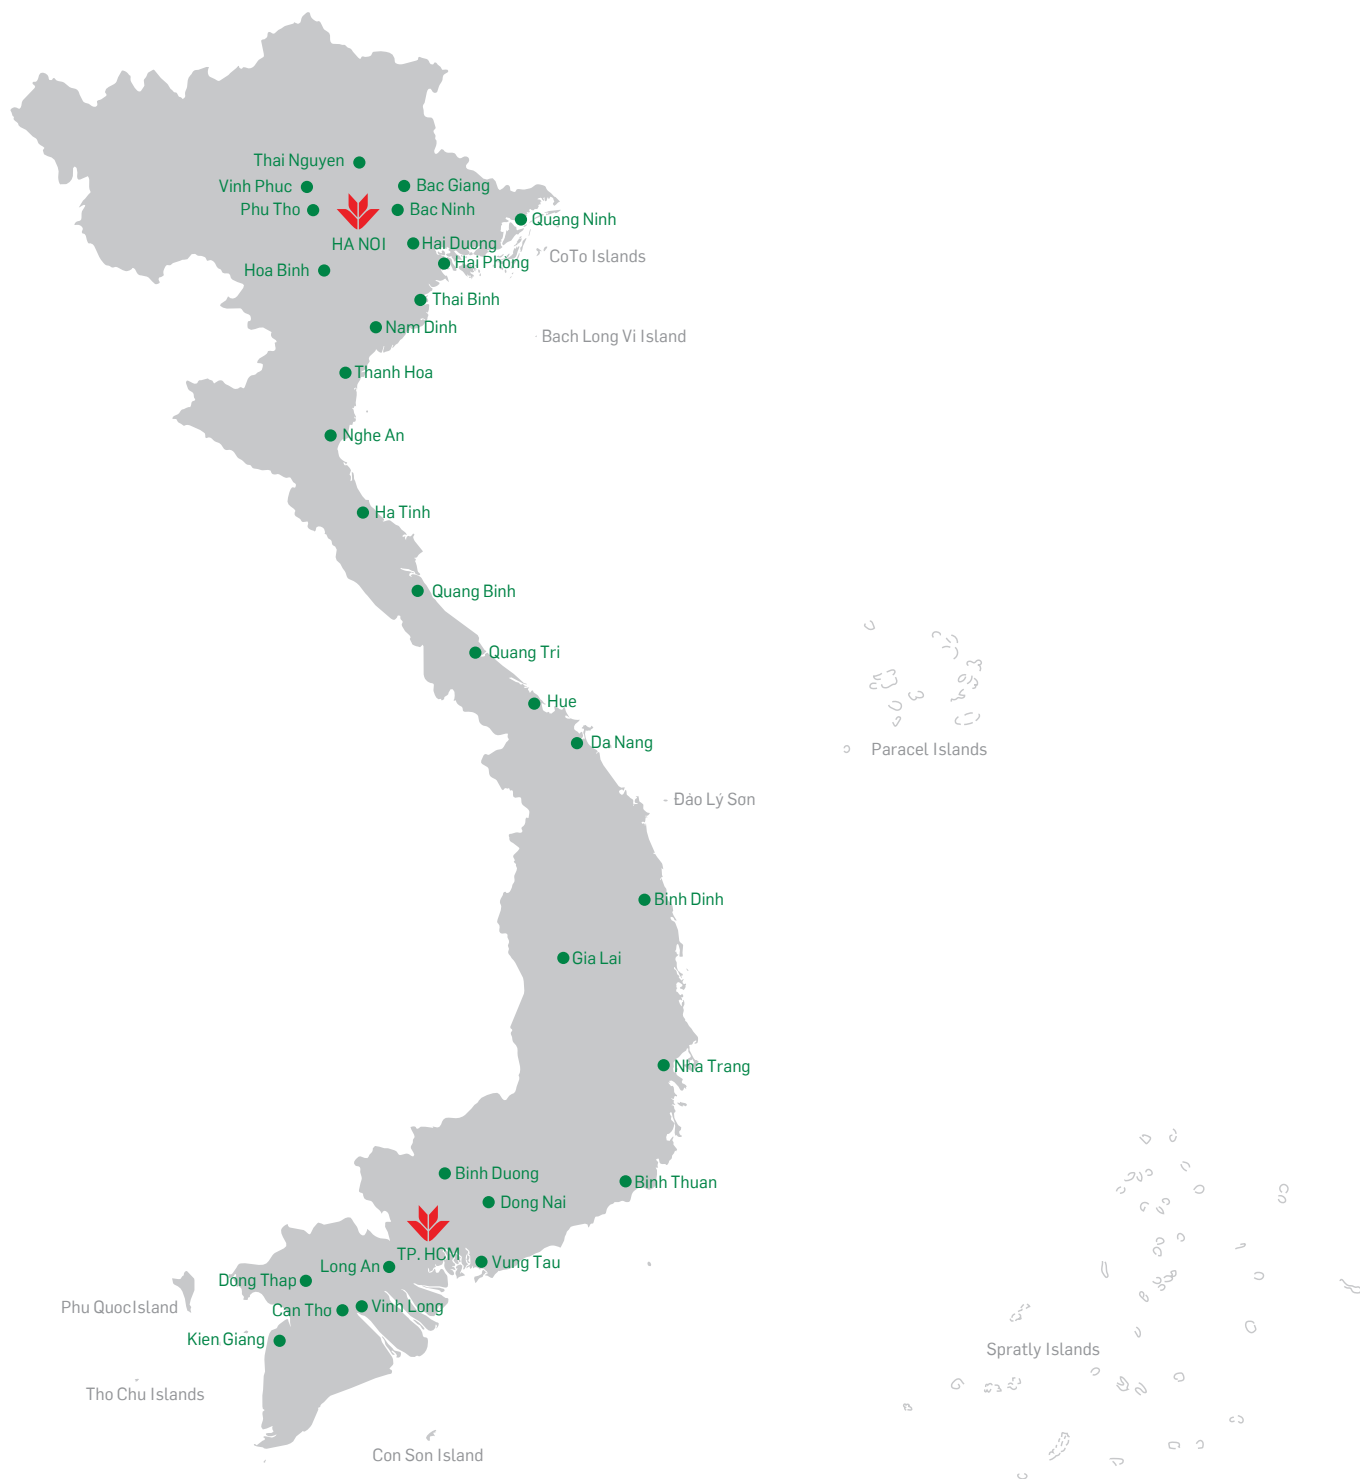 Thai Nguyen
Vinh Phuc
Bac Giang
Phu Tho
Bac Ninh
Quang Ninh
HA NOI
Hai Duong
CoTo Islands
Hai Phong
Hoa Binh
Thai Binh
Nam Dinh
Bach Long Vi Island
Thanh Hoa
Nghe An
Ha Tinh
Quang Binh
Quang Tri
Hue
Da Nang
Paracel Islands
Đảo Lý Sơn
Binh Dinh
Gia Lai
Nha Trang
Binh Duong
Binh Thuan
Dong Nai
TP. HCM
Vung Tau
Long An
Dong Thap
Phu QuocIsland
Can Tho
Vinh Long
Kien Giang
Spratly Islands
Tho Chu Islands
Con Son Island